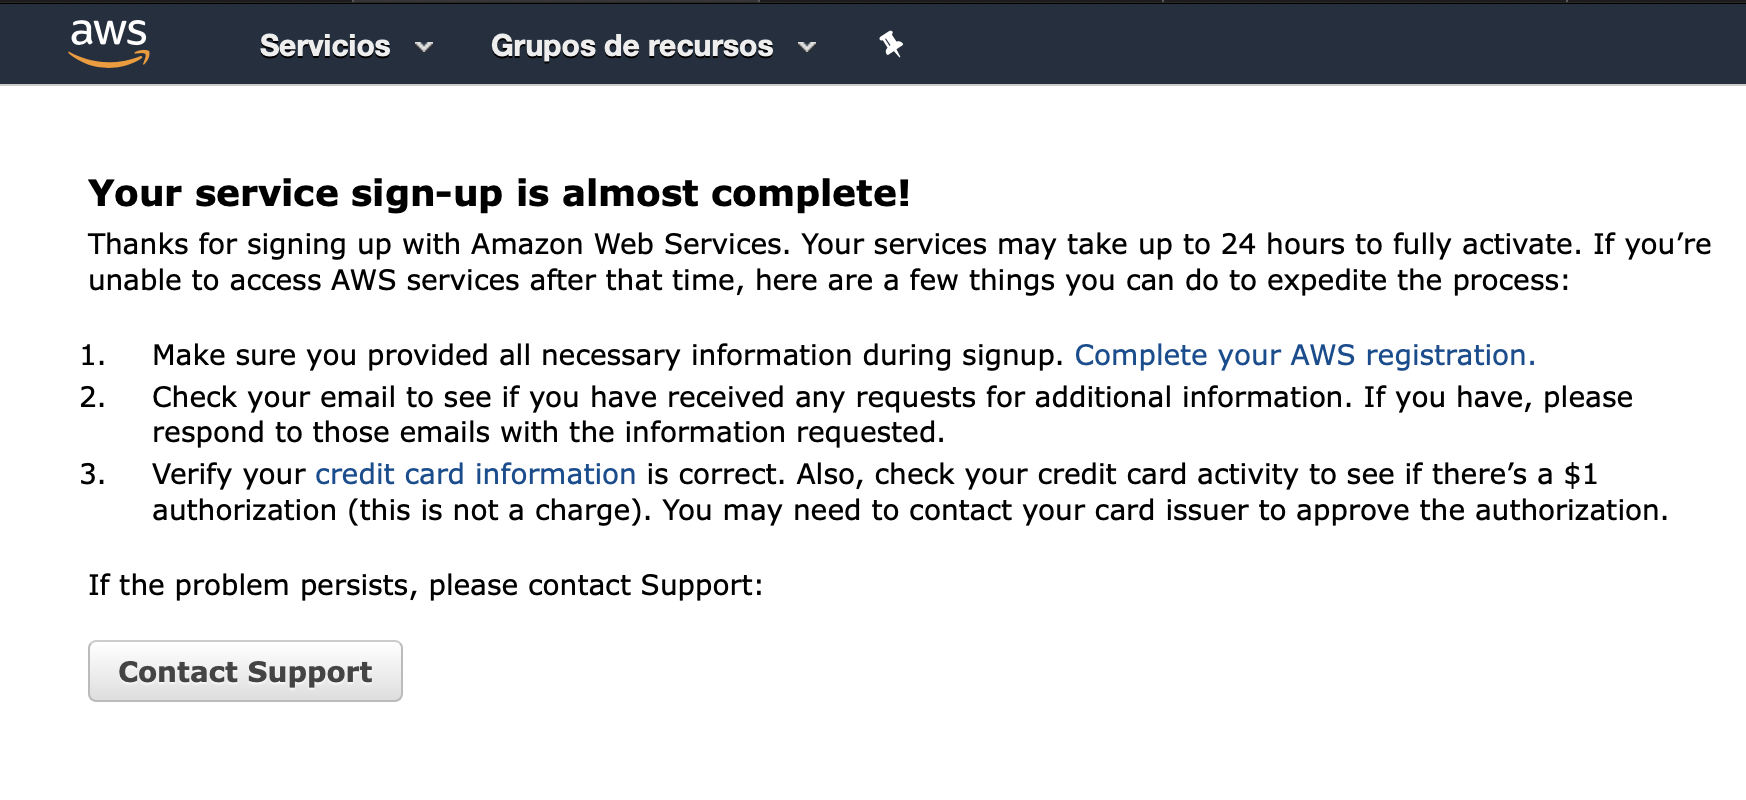 aws
Servicios
Grupos de recursos
Your service sign-up is almost complete!
Thanks for signing up with Amazon Web Services. Your services may take up to 24 hours to fully activate. If you’re
unable to access AWS services after that time, here are a few things you can do to expedite the process:
1. Make sure you provided all necessary information during signup. Complete your AWS registration.
2. Check your email to see if you have received any requests for additional information. If you have, please
respond to those emails with the information requested.
3. Verify your credit card information is correct. Also, check your credit card activity to see if there’s a $1
authorization (this is not a charge). You may need to contact your card issuer to approve the authorization.
If the problem persists, please contact Support:
Contact Support